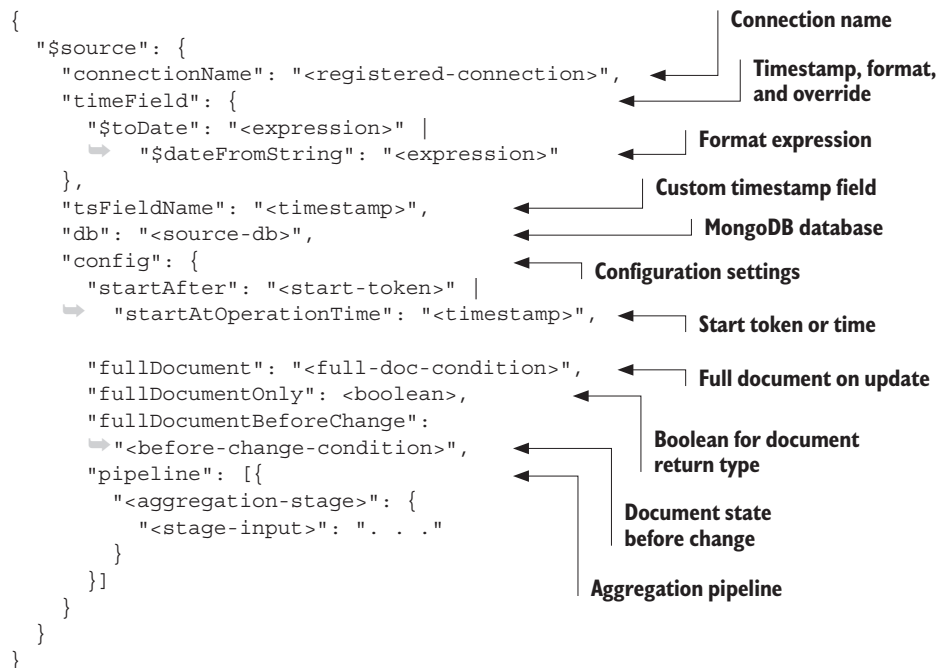 {
"$source": {
"connectionName": "<registered-connection>",
"timeField": {
"$toDate": "<expression>" |
"$dateFromString": "<expression>"
},
"tsFieldName": "<timestamp>",
"db": "<source-db>",
"config": {
"startAfter": "<start-token>" |
"startAtOperationTime": "<timestamp>",
"fullDocument": "<full-doc-condition>",
"fullDocumentOnly": <boolean>,
"fullDocumentBeforeChange":
"<before-change-condition>",
"pipeline": [{
"<aggregation-stage>": {
"<stage-input>": ". . ."
}
}]
}
}
}
Connection name
Timestamp, format,
and override
Format expression
Custom timestamp field
MongoDB database
Configuration settings
Start token or time
Full document on update
Boolean for document
return type
Document state
before change
Aggregation pipeline